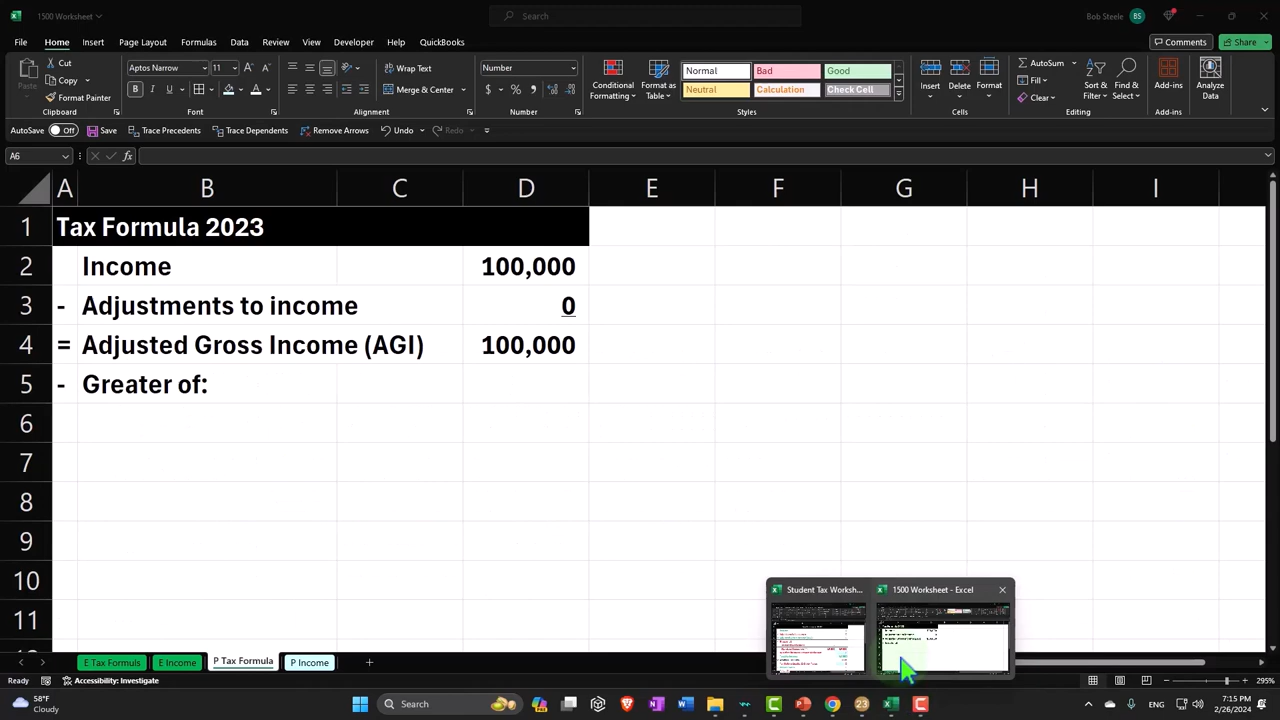 1500 Worksheet
Search
Bob Steele BS
File Home Insert Page Layout Formulas Data Review View Developer Help QuickBooks
Comments Share
Cut
Copy
Format Painter
Clipboard
Aptos Narrow 11
B I U
Font
Wrap Text
Merge & Center
Alignment
Number
$ % ,
Number
Conditional Formatting
Format as Table
Normal Bad Good
Neutral Calculation Check Cell
Styles
Insert Delete Format
Cells
AutoSum
Fill
Clear
Sort & Filter
Find & Select
Editing
Add-ins
Add-ins
Analyze Data
AutoSave Off Save Trace Precedents Trace Dependents Remove Arrows Undo Redo
A6 fx
A B C D E F G H I
1 Tax Formula 2023
2 Income 100,000
3 - Adjustments to income 0
4 = Adjusted Gross Income (AGI) 100,000
5 - Greater of:
6
7
8
9
10
11
Student Tax Worksh... 1500 Worksheet - Excel
E Tax Formuls E Income P Tax Formula P Income +
Ready Accessibility: Investigate 295%
58°F
Cloudy
Search
ENG
7:15 PM
2/26/2024